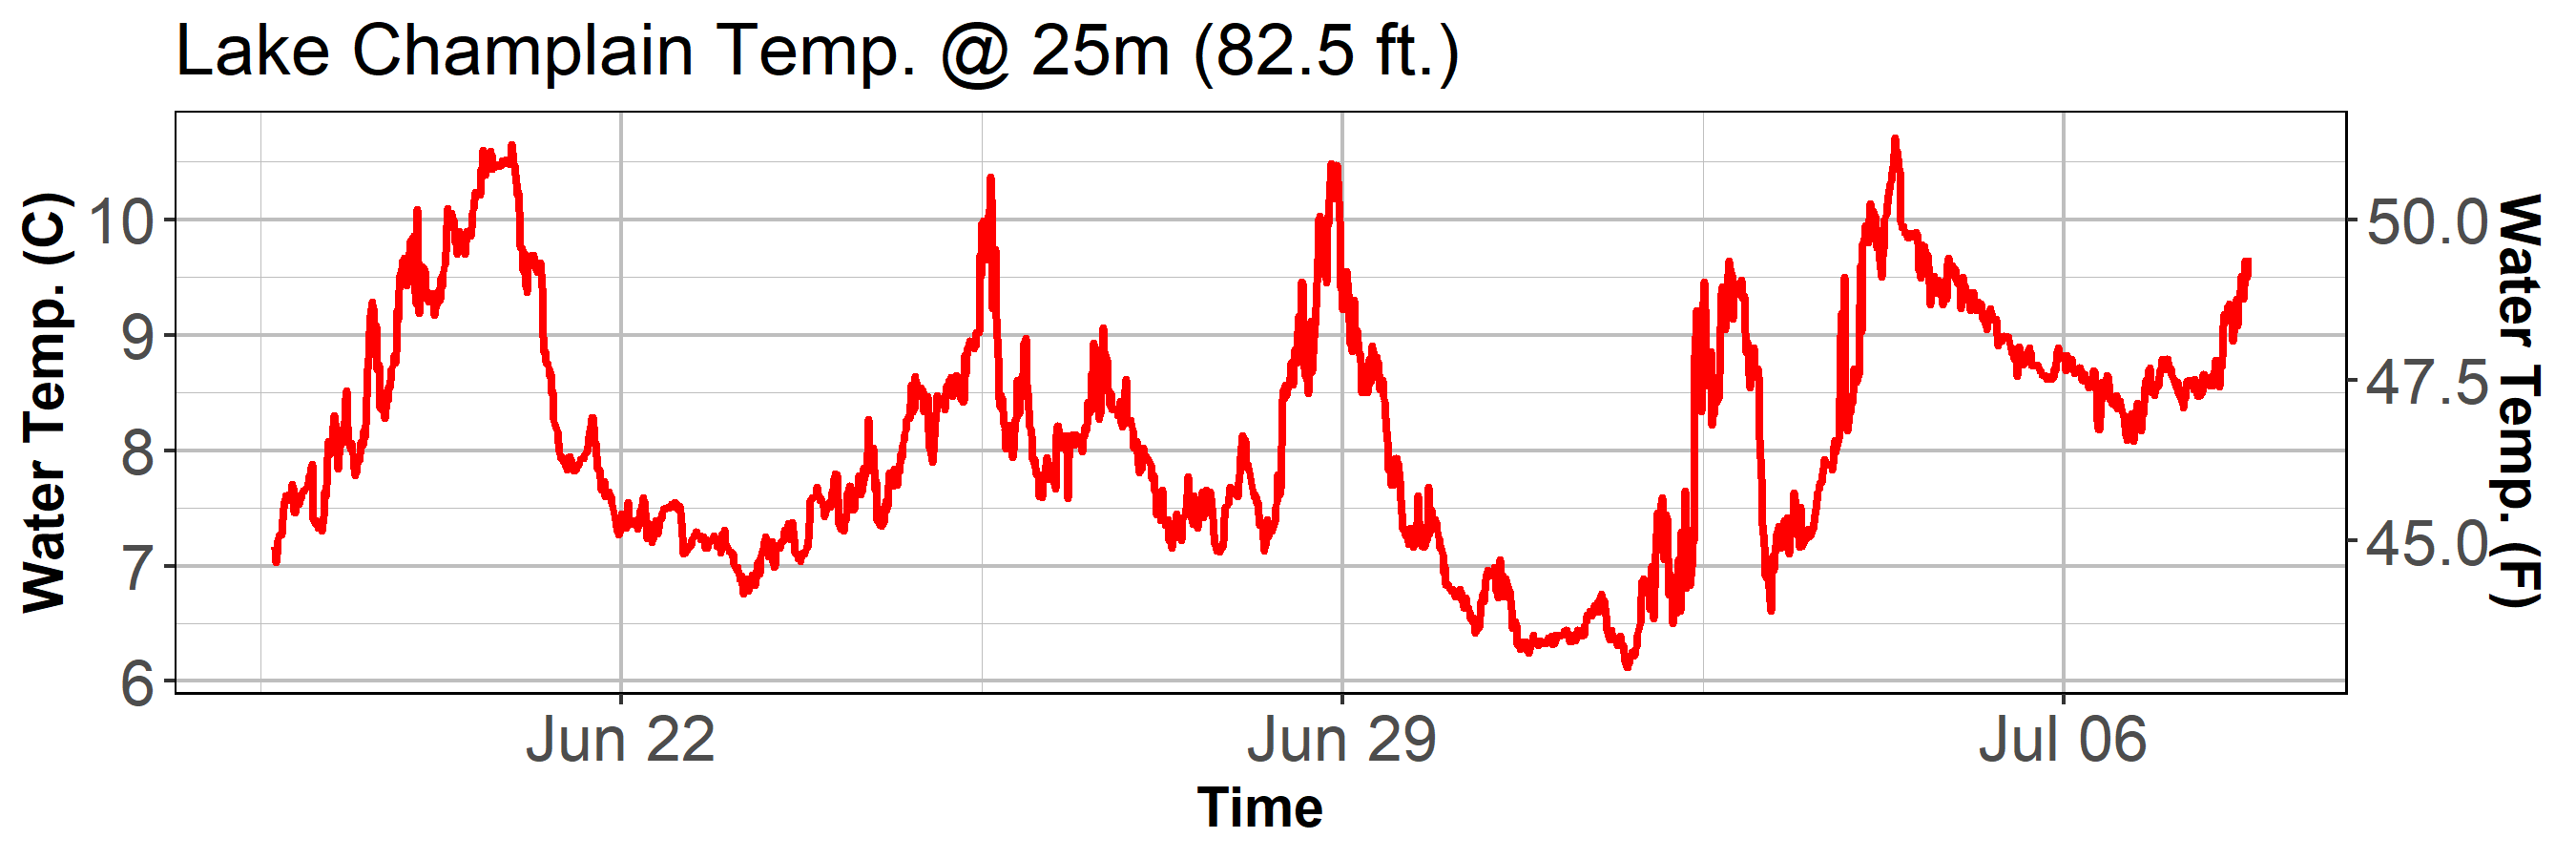 Lake Champlain Temp. @ 25m (82.5 ft.)
Water Temp. (C)
10
9
8
7
6
50.0
47.5
45.0
Water Temp. (F)
Jun 22
Jun 29
Jul 06
Time